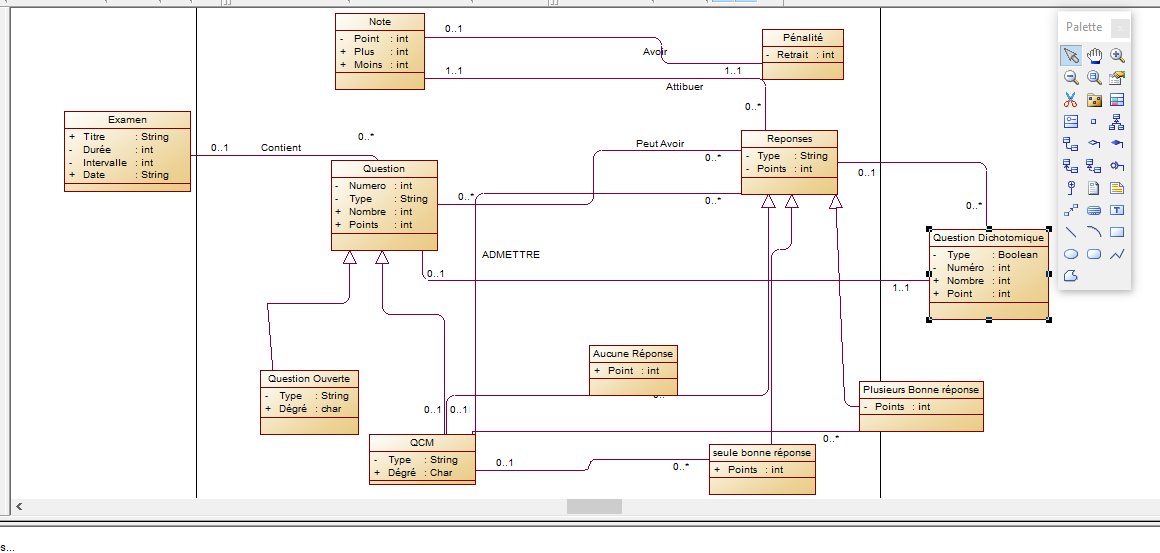 Note
- Point : int
+ Plus : int
+ Moins : int
0..1
Avoir
Pénalité
- Retrait : int
1..1
1..1
Attibuer
0..*
Palette
Examen
+ Titre : String
- Durée : int
- Intervalle : int
+ Date : String
0..1
Contient
0..*
Question
- Numero : int
- Type : String
+ Nombre : int
+ Points : int
Peut Avoir
0..*
0..*
0..*
Reponses
- Type : String
- Points : int
0..1
0..*
ADMETTRE
0..1
1..1
Question Dichotomique
- Type : Boolean
- Numéro : int
+ Nombre : int
+ Point : int
Aucune Réponse
+ Point : int
Question Ouverte
- Type : String
+ Dégré : char
0..1
0..1
Plusieurs Bonne réponse
- Points : int
QCM
- Type : String
+ Dégré : Char
0..1
0..*
0..*
seule bonne réponse
+ Points : int
s...